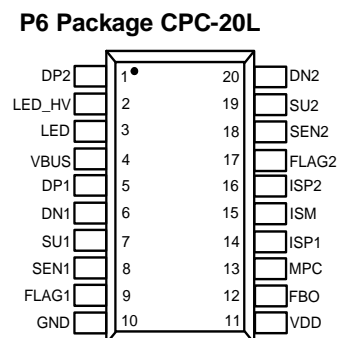 P6 Package CPC-20L
DP2 1 20 DN2
LED_HV 2 19 SU2
LED 3 18 SEN2
VBUS 4 17 FLAG2
DP1 5 16 ISP2
DN1 6 15 ISM
SU1 7 14 ISP1
SEN1 8 13 MPC
FLAG1 9 12 FBO
GND 10 11 VDD